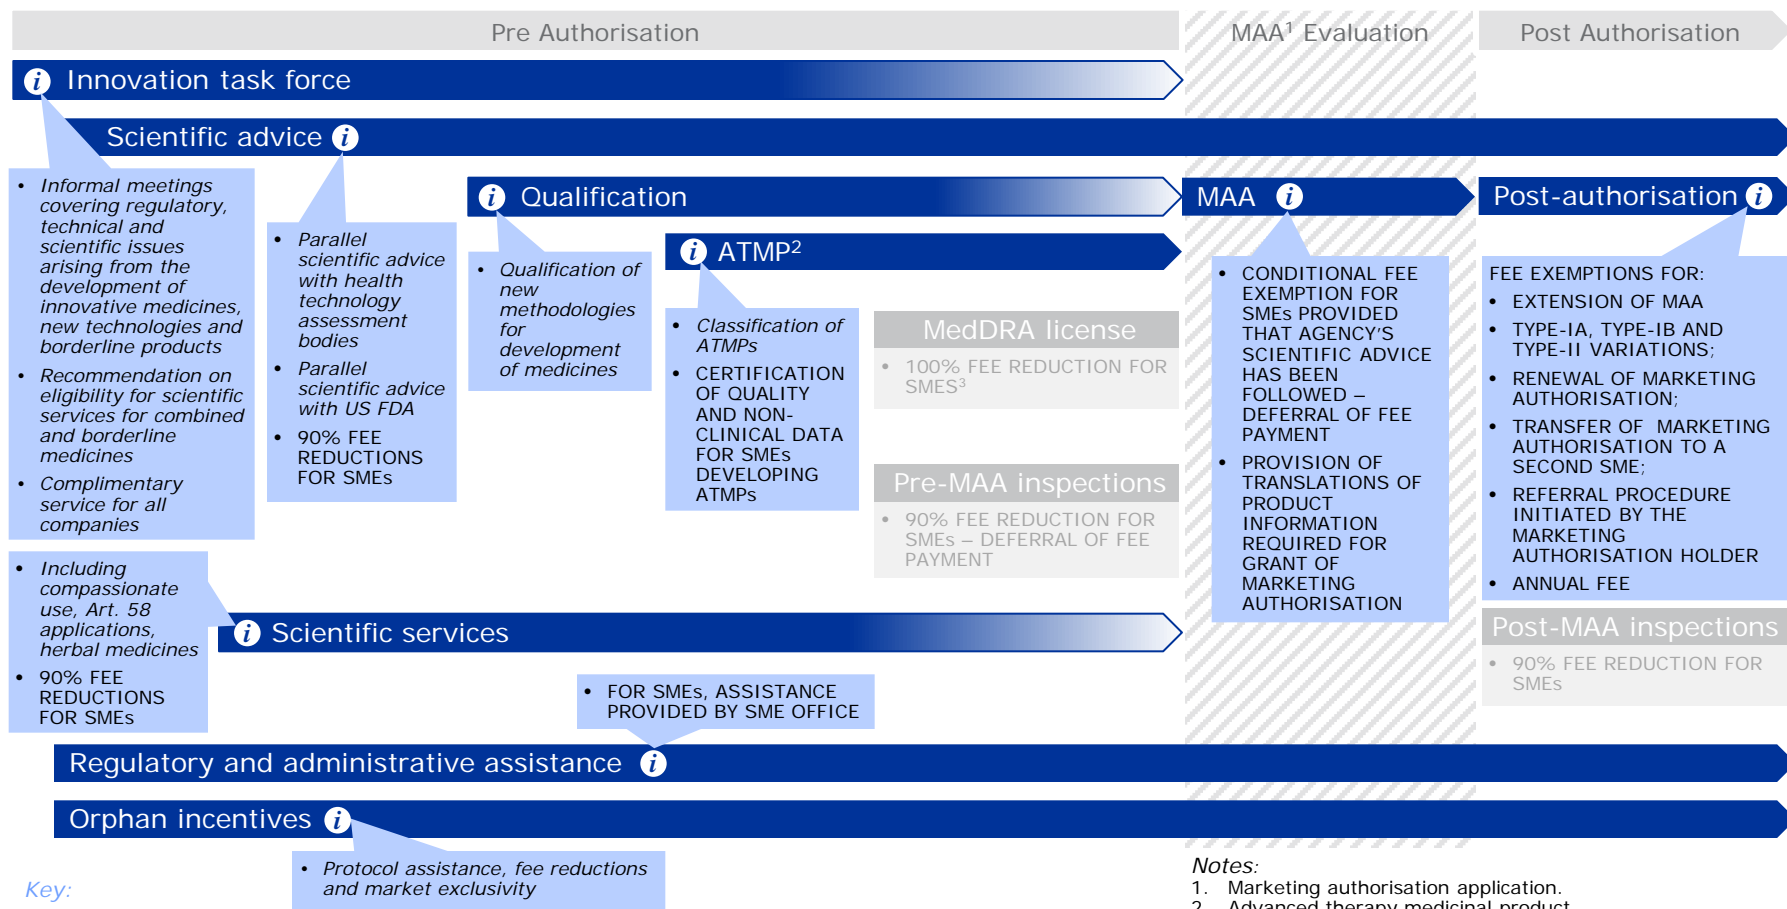 Pre Authorisation
MAA¹ Evaluation
Post Authorisation
i Innovation task force
Scientific advice i
• Informal meetings
covering regulatory,
technical and
scientific issues
arising from the
development of
innovative medicines,
new technologies and
borderline products
• Recommendation on
eligibility for scientific
services for combined
and borderline
medicines
• Complimentary
service for all
companies
• Parallel
scientific advice
with health
technology
assessment
bodies
• Parallel
scientific advice
with US FDA
• 90% FEE
REDUCTIONS
FOR SMEs
i Qualification
• Qualification of
new
methodologies
for
development
of medicines
i ATMP²
• Classification of
ATMPs
• CERTIFICATION
OF QUALITY
AND NON-
CLINICAL DATA
FOR SMEs
DEVELOPING
ATMPs
MedDRA license
• 100% FEE REDUCTION FOR
SMES³
Pre-MAA inspections
• 90% FEE REDUCTION FOR
SMEs – DEFERRAL OF FEE
PAYMENT
MAA i
• CONDITIONAL FEE
EXEMPTION FOR
SMEs PROVIDED
THAT AGENCY'S
SCIENTIFIC ADVICE
HAS BEEN
FOLLOWED –
DEFERRAL OF FEE
PAYMENT
• PROVISION OF
TRANSLATIONS OF
PRODUCT
INFORMATION
REQUIRED FOR
GRANT OF
MARKETING
AUTHORISATION
Post-authorisation i
FEE EXEMPTIONS FOR:
• EXTENSION OF MAA
• TYPE-IA, TYPE-IB AND
TYPE-II VARIATIONS;
• RENEWAL OF MARKETING
AUTHORISATION;
• TRANSFER OF MARKETING
AUTHORISATION TO A
SECOND SME;
• REFERRAL PROCEDURE
INITIATED BY THE
MARKETING
AUTHORISATION HOLDER
• ANNUAL FEE
Post-MAA inspections
• 90% FEE REDUCTION FOR
SMEs
• Including
compassionate
use, Art. 58
applications,
herbal medicines
• 90% FEE
REDUCTIONS
FOR SMEs
i Scientific services
• FOR SMEs, ASSISTANCE
PROVIDED BY SME OFFICE
Regulatory and administrative assistance i
Orphan incentives i
• Protocol assistance, fee reductions
and market exclusivity
Key:
Notes:
1. Marketing authorisation application.
2. Advanced therapy medicinal product